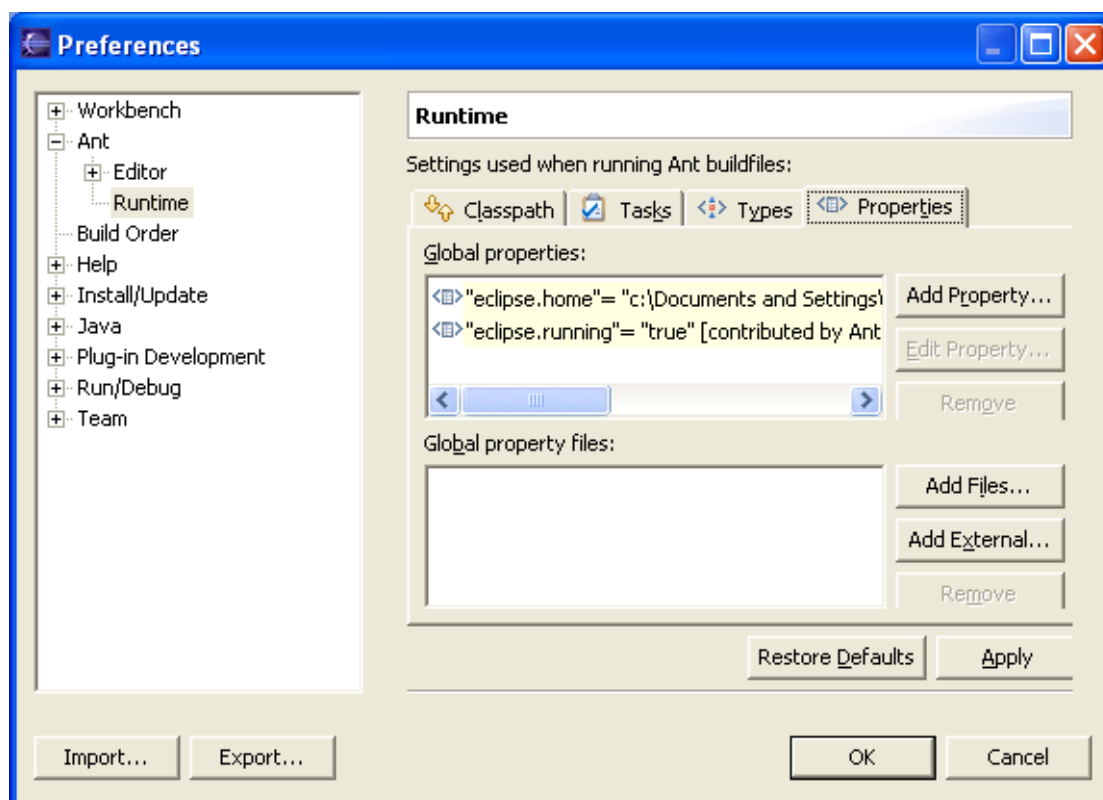 Preferences
Workbench
Ant
Editor
Runtime
Build Order
Help
Install/Update
Java
Plug-in Development
Run/Debug
Team
Runtime
Settings used when running Ant buildfiles:
Classpath Tasks Types Properties
Global properties:
"eclipse.home"= "c:\Documents and Settings\
"eclipse.running"= "true" [contributed by Ant
Add Property...
Edit Property...
Remove
Global property files:
Add Files...
Add External...
Remove
Restore Defaults Apply
Import... Export... OK Cancel